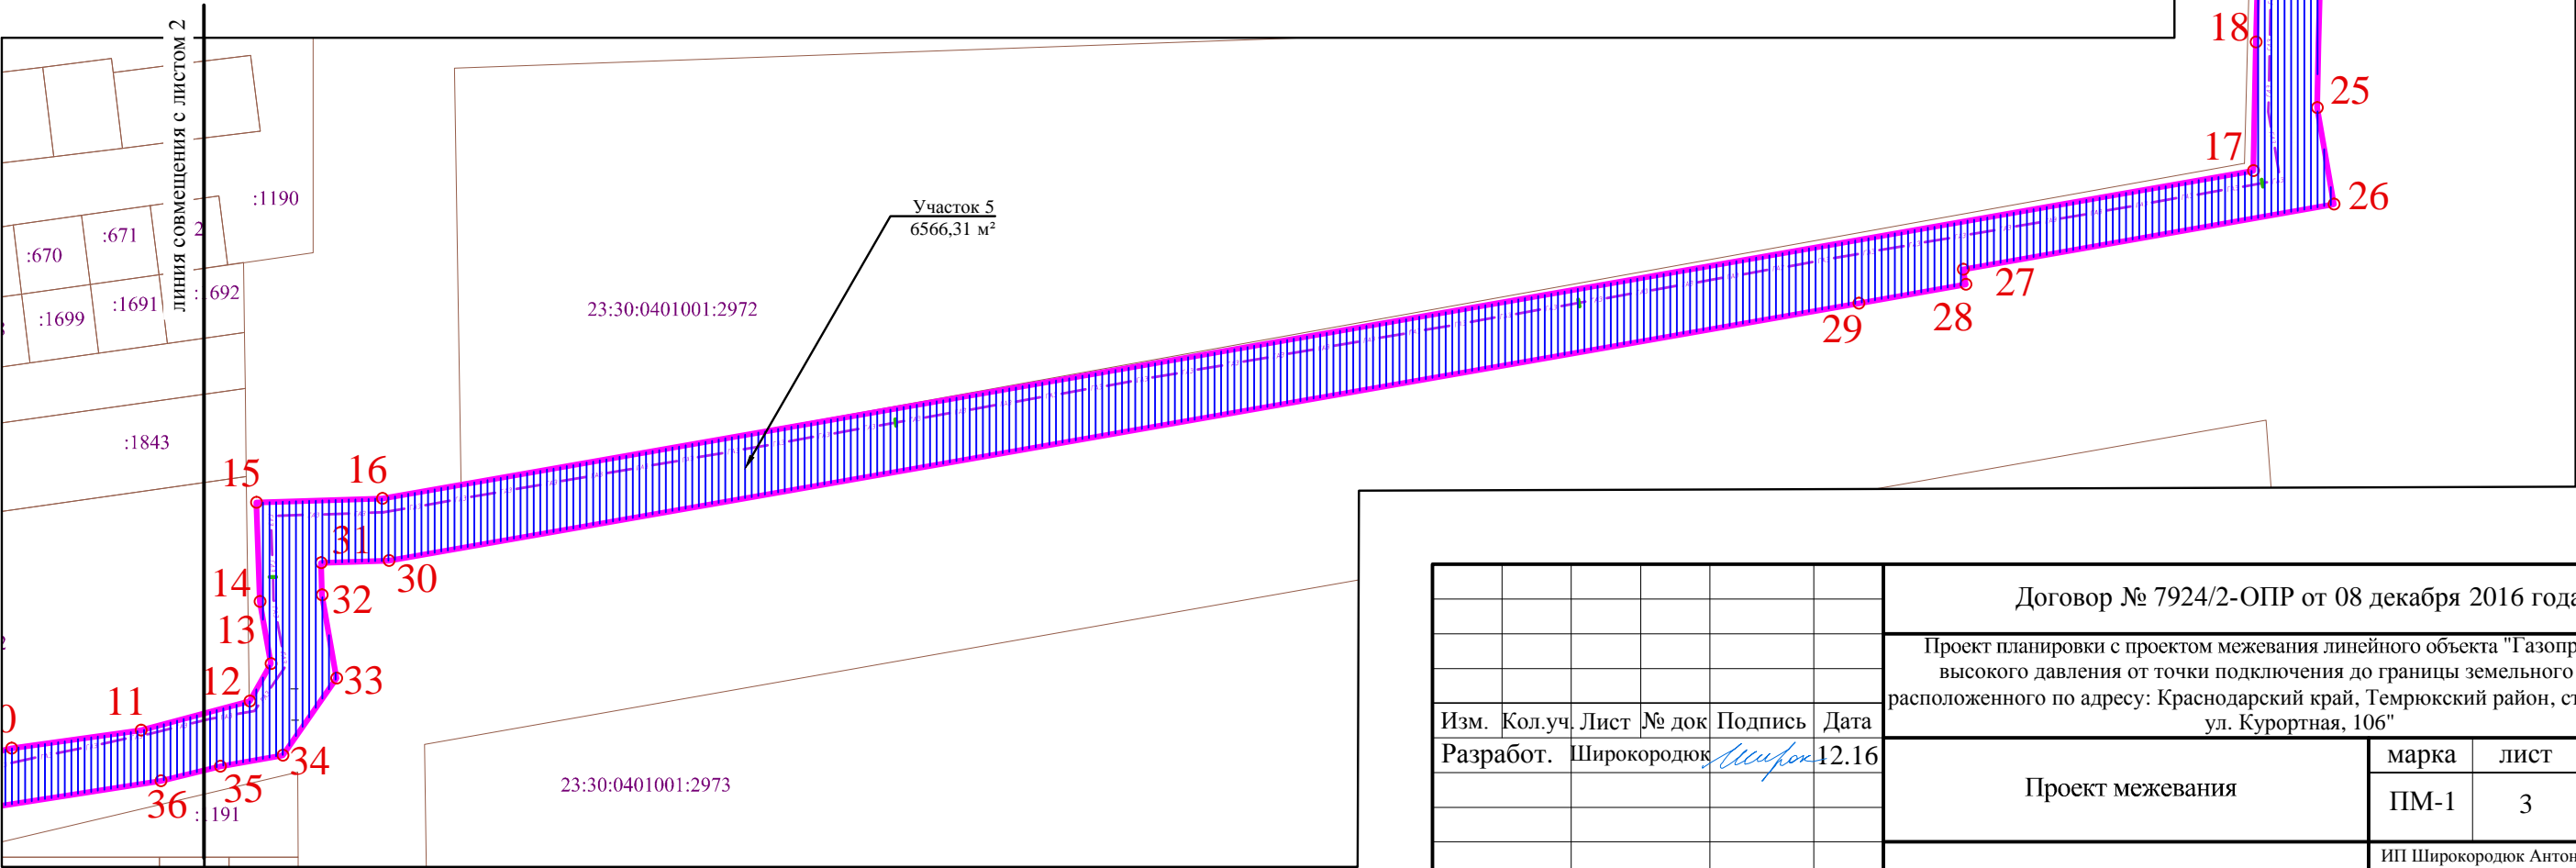 линия совмещения с листом 2
18
25
17
26
27
28
29
:1190
:671
2
:670
:1691
:1692
:1699
:1843
Участок 5
6566,31 м²
23:30:0401001:2972
15
16
31
30
14
32
13
33
12
11
0
34
35
36
:1191
23:30:0401001:2973
Договор № 7924/2-ОПР от 08 декабря 2016 года
Проект планировки с проектом межевания линейного объекта "Газопр
высокого давления от точки подключения до границы земельного
расположенного по адресу: Краснодарский край, Темрюкский район, ст
ул. Курортная, 106"
Изм. Кол.уч. Лист № док Подпись Дата
Разработ. Широкородюк Широк 12.16
Проект межевания
марка лист
ПМ-1 3
ИП Широкородюк Антон